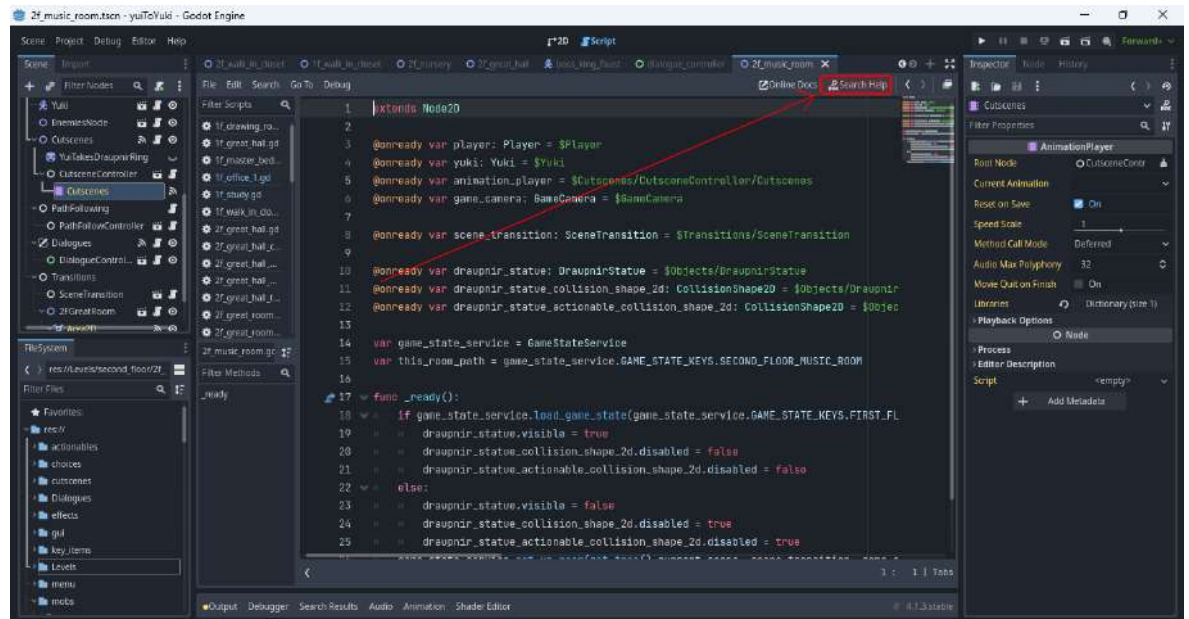 2f_music_room.tscn - yuiToYuki - Godot Engine
Scene Project Debug Editor Help
2D Script
Forward+
Scene Import
2f_walk_in_closet 1f_walk_in_closet 2f_nursery 2f_great_hall boss_king_faust dialogue_controller 2f_music_room
Inspector Node History
Filter Nodes
File Edit Search Go To Debug
Online Docs Search Help
Yuki
EnemiesNode
Cutscenes
YuiTakesDraupnirRing
CutsceneController
Cutscenes
PathFollowing
PathFollowController
Dialogues
DialogueControl...
Transitions
SceneTransition
2FGreatRoom
Area2D
Filter Scripts
1f_drawing_ro...
1f_great_hall.gd
1f_master_bed...
1f_office_1.gd
1f_study.gd
1f_walk_in_clo...
2f_great_hall.gd
2f_great_hall_c...
2f_great_hall_...
2f_great_hall_...
2f_great_hall_t...
2f_great_room...
2f_great_room...
2f_music_room.gc
Filter Methods
_ready
1 extends Node2D
2
3 @onready var player: Player = $Player
4 @onready var yuki: Yuki = $Yuki
5 @onready var animation_player = $Cutscenes/CutsceneController/Cutscenes
6 @onready var game_camera: GameCamera = $GameCamera
7
8 @onready var scene_transition: SceneTransition = $Transitions/SceneTransition
9
10 @onready var draupnir_statue: DraupnirStatue = $Objects/DraupnirStatue
11 @onready var draupnir_statue_collision_shape_2d: CollisionShape2D = $Objects/Draupnir
12 @onready var draupnir_statue_actionable_collision_shape_2d: CollisionShape2D = $Objec
13
14 var game_state_service = GameStateService
15 var this_room_path = game_state_service.GAME_STATE_KEYS.SECOND_FLOOR_MUSIC_ROOM
16
17 func _ready():
18 if game_state_service.load_game_state(game_state_service.GAME_STATE_KEYS.FIRST_FL
19 draupnir_statue.visible = true
20 draupnir_statue_collision_shape_2d.disabled = false
21 draupnir_statue_actionable_collision_shape_2d.disabled = false
22 else:
23 draupnir_statue.visible = false
24 draupnir_statue_collision_shape_2d.disabled = true
25 draupnir_statue_actionable_collision_shape_2d.disabled = true
1 : 1 | Tabs
Cutscenes
Filter Properties
AnimationPlayer
Root Node CutsceneContr
Current Animation
Reset on Save On
Speed Scale 1
Method Call Mode Deferred
Audio Max Polyphony 32
Movie Quit on Finish On
Libraries Dictionary (size 1)
Playback Options
Node
Process
Editor Description
Script <empty>
+ Add Metadata
FileSystem
res://Levels/second_floor/2f_
Filter Files
Favorites:
res://
actionables
choices
cutscenes
Dialogues
effects
gui
key_items
Levels
menu
mobs
Output Debugger Search Results Audio Animation Shader Editor
4.1.3.stable